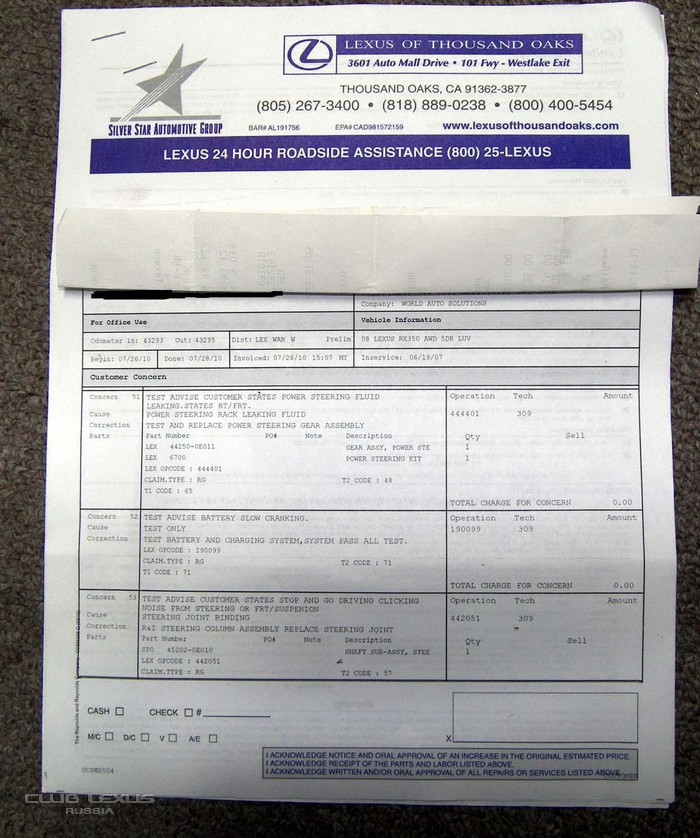 LEXUS OF THOUSAND OAKS
3601 Auto Mall Drive • 101 Fwy - Westlake Exit
THOUSAND OAKS, CA 91362-3877
(805) 267-3400 • (818) 889-0238 • (800) 400-5454
SILVER STAR AUTOMOTIVE GROUP BAR# AL191756 EPA# CAD981572159 www.lexusofthousandoaks.com
LEXUS 24 HOUR ROADSIDE ASSISTANCE (800) 25-LEXUS
Company: WORLD AUTO SOLUTIONS
For Office Use Vehicle Information
Odometer in: 43293 Out: 43295 Dist: LEX WAR W Prelim 08 LEXUS RX350 AWD 5DR LUV
Begin: 07/26/10 Done: 07/28/10 Invoiced: 07/28/10 15:07 MY Inservice: 06/19/07
Customer Concern
Concern 51 TEST ADVISE CUSTOMER STATES POWER STEERING FLUID Operation Tech Amount
LEAKING.STATES RT/FRT.
Cause POWER STEERING RACK LEAKING FLUID 444401 309
Correction TEST AND REPLACE POWER STEERING GEAR ASSEMBLY
Parts Part Number PO# Note Description Qty Sell
LEX 44250-0E011 GEAR ASSY, POWER STE 1
LEX 6700 POWER STEERING KIT 1
LEX OPCODE : 444401
CLAIM.TYPE : RG T2 CODE : 48
T1 CODE : 65
TOTAL CHARGE FOR CONCERN 0.00
Concern 52 TEST ADVISE BATTERY SLOW CRANKING. Operation Tech Amount
Cause TEST ONLY 190099 309
Correction TEST BATTERY AND CHARGING SYSTEM,SYSTEM PASS ALL TEST.
LEX OPCODE : 190099
CLAIM.TYPE : RG T2 CODE : 71
T1 CODE : 71
TOTAL CHARGE FOR CONCERN 0.00
Concern 53 TEST ADVISE CUSTOMER STATES STOP AND GO DRIVING CLICKING Operation Tech Amount
NOISE FROM STEERING OR FRT/SUSPENION
Cause STEERING JOINT BINDING 442051 309
Correction R&I STEERING COLUMN ASSEMBLY REPLACE STEERING JOINT
Parts Part Number PO# Note Description Qty Sell
SPO 45202-0E010 SHAFT SUB-ASSY, STEE 1
LEX OPCODE : 442051
CLAIM.TYPE : RG T2 CODE : 57
CASH CHECK #
M/C D/C V A/E X
I ACKNOWLEDGE NOTICE AND ORAL APPROVAL OF AN INCREASE IN THE ORIGINAL ESTIMATED PRICE.
I ACKNOWLEDGE RECEIPT OF THE PARTS AND LABOR LISTED ABOVE.
I ACKNOWLEDGE WRITTEN AND/OR ORAL APPROVAL OF ALL REPAIRS OR SERVICES LISTED ABOVE.
CLUB LEXUS
RUSSIA